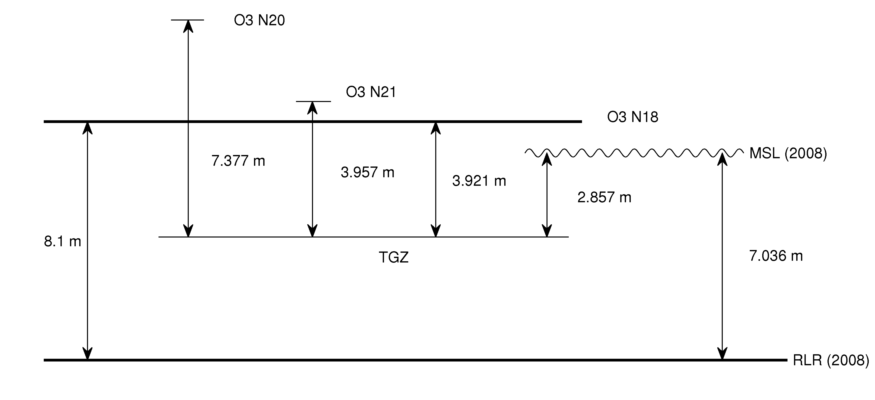 O3 N20
O3 N21
O3 N18
MSL (2008)
7.377 m
3.957 m
3.921 m
2.857 m
8.1 m
TGZ
7.036 m
RLR (2008)